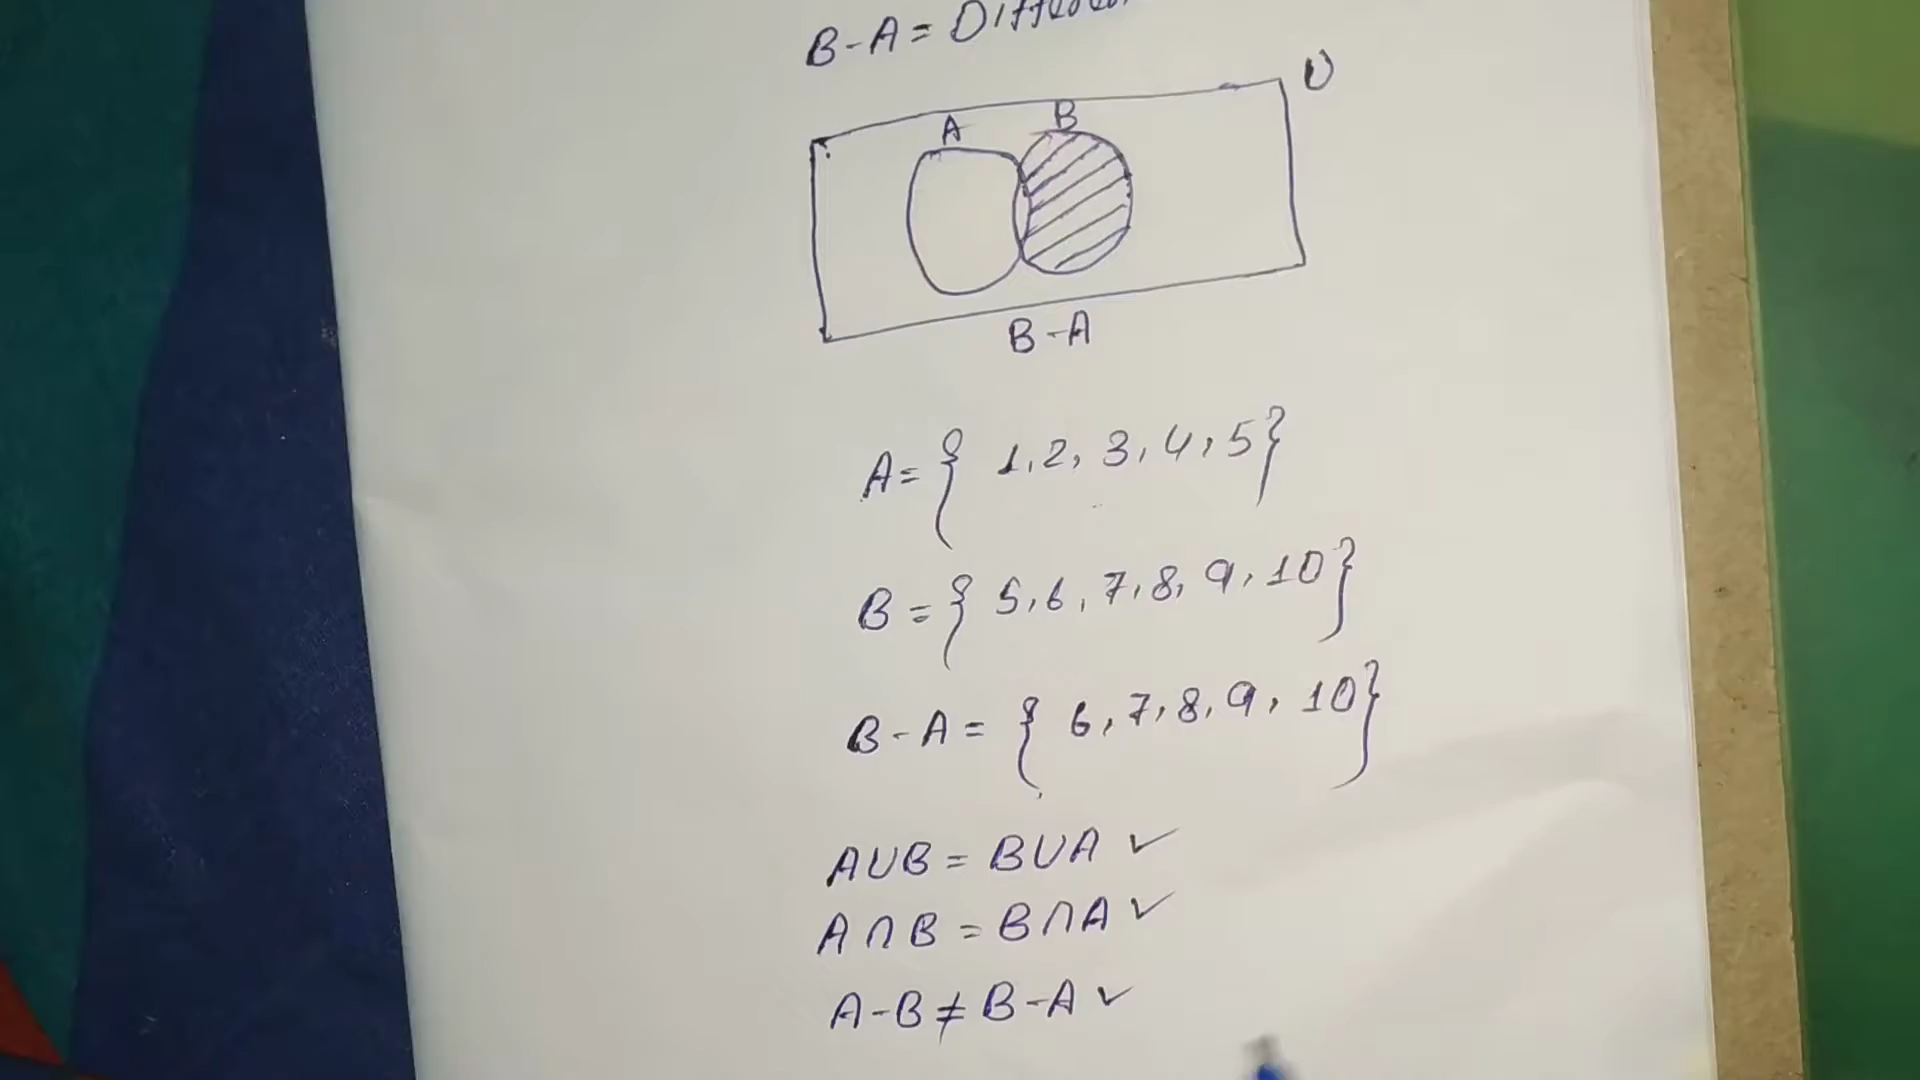 B-A =
U
A B
B-A
A = { 1, 2, 3, 4, 5}
B = { 5, 6, 7, 8, 9, 10}
B-A = { 6, 7, 8, 9, 10}
A∪B = B∪A ✓
A∩B = B∩A ✓
A-B ≠ B-A ✓